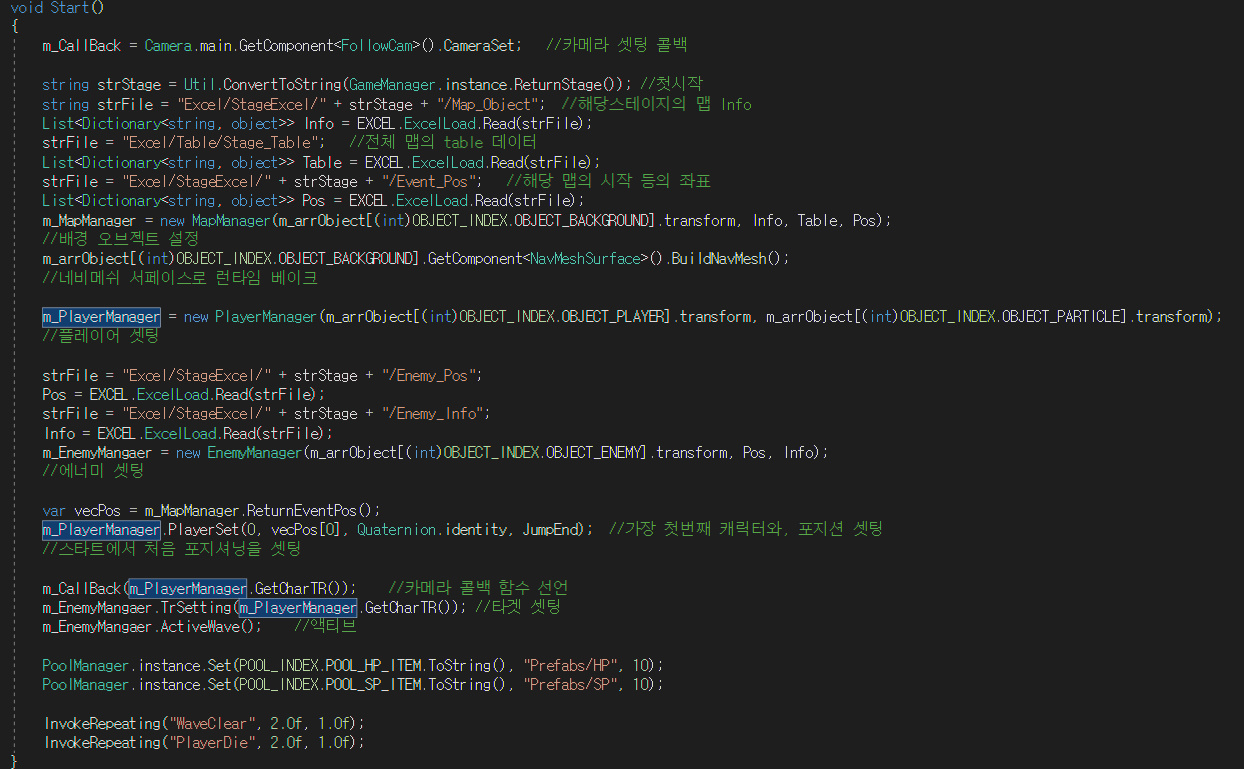 void Start()
{
m_CallBack = Camera.main.GetComponent<FollowCam>().CameraSet;   //카메라 셋팅 콜백
string strStage = Util.ConvertToString(GameManager.instance.ReturnStage()); //첫시작
string strFile = "Excel/StageExcel/" + strStage + "/Map_Object";  //해당스테이지의 맵 Info
List<Dictionary<string, object>> Info = EXCEL.ExcelLoad.Read(strFile);
strFile = "Excel/Table/Stage_Table";   //전체 맵의 table 데이터
List<Dictionary<string, object>> Table = EXCEL.ExcelLoad.Read(strFile);
strFile = "Excel/StageExcel/" + strStage + "/Event_Pos";   //해당 맵의 시작 등의 좌표
List<Dictionary<string, object>> Pos = EXCEL.ExcelLoad.Read(strFile);
m_MapManager = new MapManager(m_arrObject[(int)OBJECT_INDEX.OBJECT_BACKGROUND].transform, Info, Table, Pos);
//배경 오브젝트 설정
m_arrObject[(int)OBJECT_INDEX.OBJECT_BACKGROUND].GetComponent<NavMeshSurface>().BuildNavMesh();
//네비메쉬 서페이스로 런타임 베이크
m_PlayerManager = new PlayerManager(m_arrObject[(int)OBJECT_INDEX.OBJECT_PLAYER].transform, m_arrObject[(int)OBJECT_INDEX.OBJECT_PARTICLE].transform);
//플레이어 셋팅
strFile = "Excel/StageExcel/" + strStage + "/Enemy_Pos";
Pos = EXCEL.ExcelLoad.Read(strFile);
strFile = "Excel/StageExcel/" + strStage + "/Enemy_Info";
Info = EXCEL.ExcelLoad.Read(strFile);
m_EnemyMangaer = new EnemyManager(m_arrObject[(int)OBJECT_INDEX.OBJECT_ENEMY].transform, Pos, Info);
//에너미 셋팅
var vecPos = m_MapManager.ReturnEventPos();
m_PlayerManager.PlayerSet(0, vecPos[0], Quaternion.identity, JumpEnd);  //가장 첫번째 캐릭터와, 포지션 셋팅
//스타트에서 처음 포지셔닝을 셋팅
m_CallBack(m_PlayerManager.GetCharTR());    //카메라 콜백 함수 선언
m_EnemyMangaer.TrSetting(m_PlayerManager.GetCharTR()); //타겟 셋팅
m_EnemyMangaer.ActiveWave();    //액티브
PoolManager.instance.Set(POOL_INDEX.POOL_HP_ITEM.ToString(), "Prefabs/HP", 10);
PoolManager.instance.Set(POOL_INDEX.POOL_SP_ITEM.ToString(), "Prefabs/SP", 10);
InvokeRepeating("WaveClear", 2.0f, 1.0f);
InvokeRepeating("PlayerDie", 2.0f, 1.0f);
}